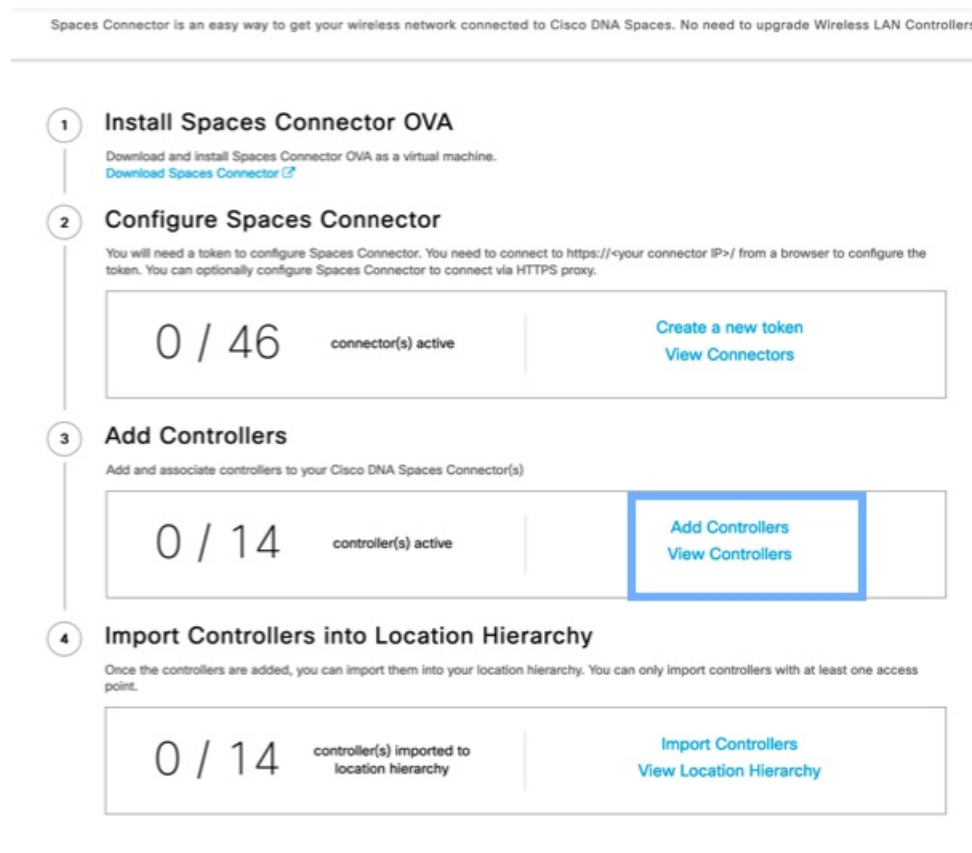 Spaces Connector is an easy way to get your wireless network connected to Cisco DNA Spaces. No need to upgrade Wireless LAN Controllers
1
Install Spaces Connector OVA
Download and install Spaces Connector OVA as a virtual machine.
Download Spaces Connector
2
Configure Spaces Connector
You will need a token to configure Spaces Connector. You need to connect to https://<your connector IP>/ from a browser to configure the
token. You can optionally configure Spaces Connector to connect via HTTPS proxy.
0 / 46
connector(s) active
Create a new token
View Connectors
3
Add Controllers
Add and associate controllers to your Cisco DNA Spaces Connector(s)
0 / 14
controller(s) active
Add Controllers
View Controllers
4
Import Controllers into Location Hierarchy
Once the controllers are added, you can import them into your location hierarchy. You can only import controllers with at least one access
point.
0 / 14
controller(s) imported to
location hierarchy
Import Controllers
View Location Hierarchy